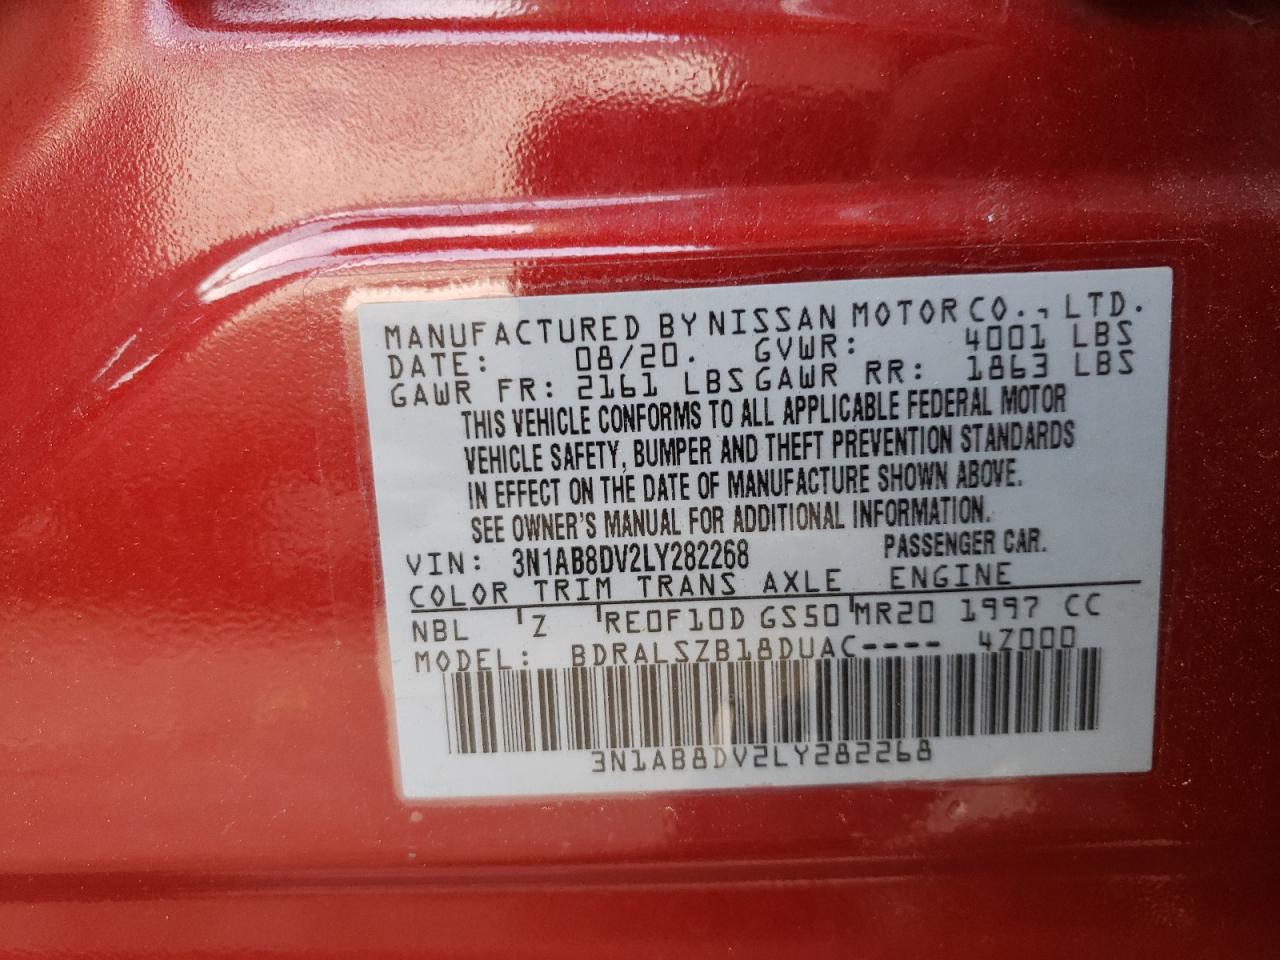 MANUFACTURED BY NISSAN MOTOR CO., LTD.
DATE: 08/20. GVWR: 4001 LBS
GAWR FR: 2161 LBS GAWR RR: 1863 LBS
THIS VEHICLE CONFORMS TO ALL APPLICABLE FEDERAL MOTOR
VEHICLE SAFETY, BUMPER AND THEFT PREVENTION STANDARDS
IN EFFECT ON THE DATE OF MANUFACTURE SHOWN ABOVE.
SEE OWNER'S MANUAL FOR ADDITIONAL INFORMATION.
VIN: 3N1AB8DV2LY282268 PASSENGER CAR.
COLOR TRIM TRANS AXLE ENGINE
NBL Z RE0F10D GS50 MR20 1997 CC
MODEL: BDRALSZB18DUAC---- 4Z000
3N1AB8DV2LY282268